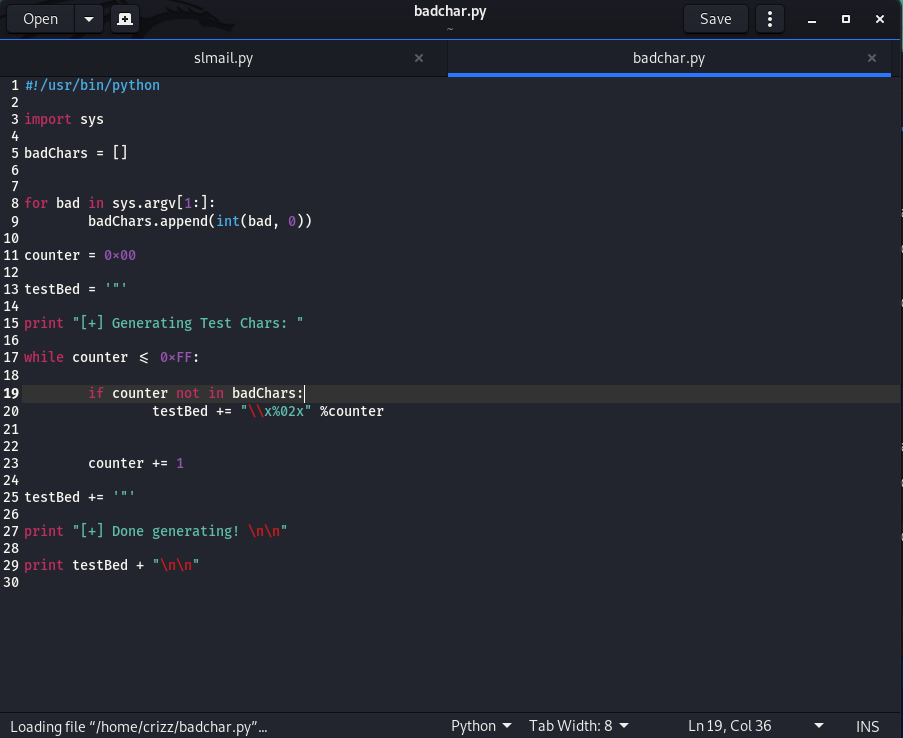 Open
badchar.py
~
Save
slmail.py
badchar.py
1 #!/usr/bin/python
2
3 import sys
4
5 badChars = []
6
7
8 for bad in sys.argv[1:]:
9 badChars.append(int(bad, 0))
10
11 counter = 0x00
12
13 testBed = '"'
14
15 print "[+] Generating Test Chars: "
16
17 while counter <= 0xFF:
18
19 if counter not in badChars:
20 testBed += "\\x%02x" %counter
21
22
23 counter += 1
24
25 testBed += '"'
26
27 print "[+] Done generating! \n\n"
28
29 print testBed + "\n\n"
30
Loading file “/home/crizz/badchar.py”… Python Tab Width: 8 Ln 19, Col 36 INS